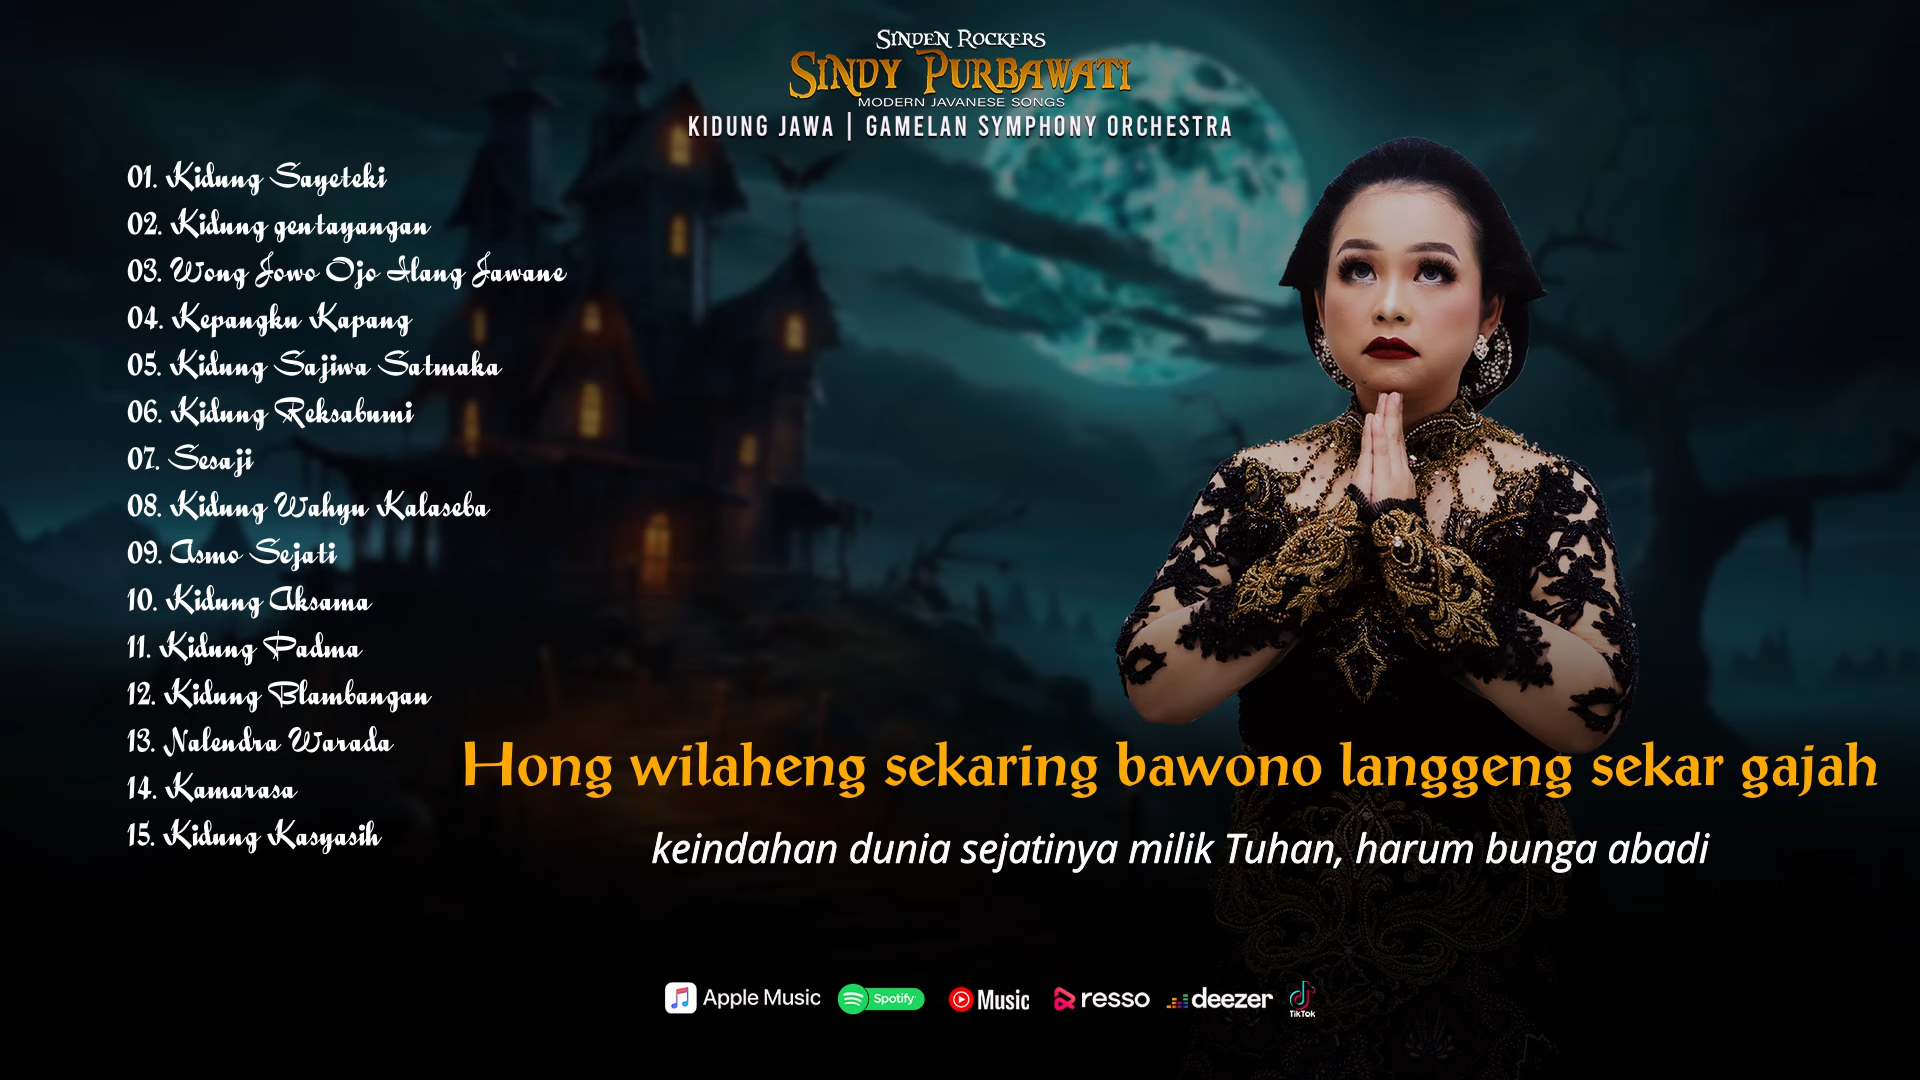 SINDEN ROCKERS
SINDY PURBAWATI
MODERN JAVANESE SONGS
KIDUNG JAWA | GAMELAN SYMPHONY ORCHESTRA
01. Kidung Sayeteki
02. Kidung gentayangan
03. Wong Jowo Ojo Ilang Jawane
04. Kepangku Kapang
05. Kidung Sajiwa Satmaka
06. Kidung Reksabumi
07. Sesaji
08. Kidung Wahyu Kalaseba
09. Asmo Sejati
10. Kidung Aksama
11. Kidung Padma
12. Kidung Blambangan
13. Nalendra Warada
14. Kamarasa
15. Kidung Kasyasih
Hong wilaheng sekaring bawono langgeng sekar gajah
keindahan dunia sejatinya milik Tuhan, harum bunga abadi
Apple Music Spotify Music resso deezer TikTok